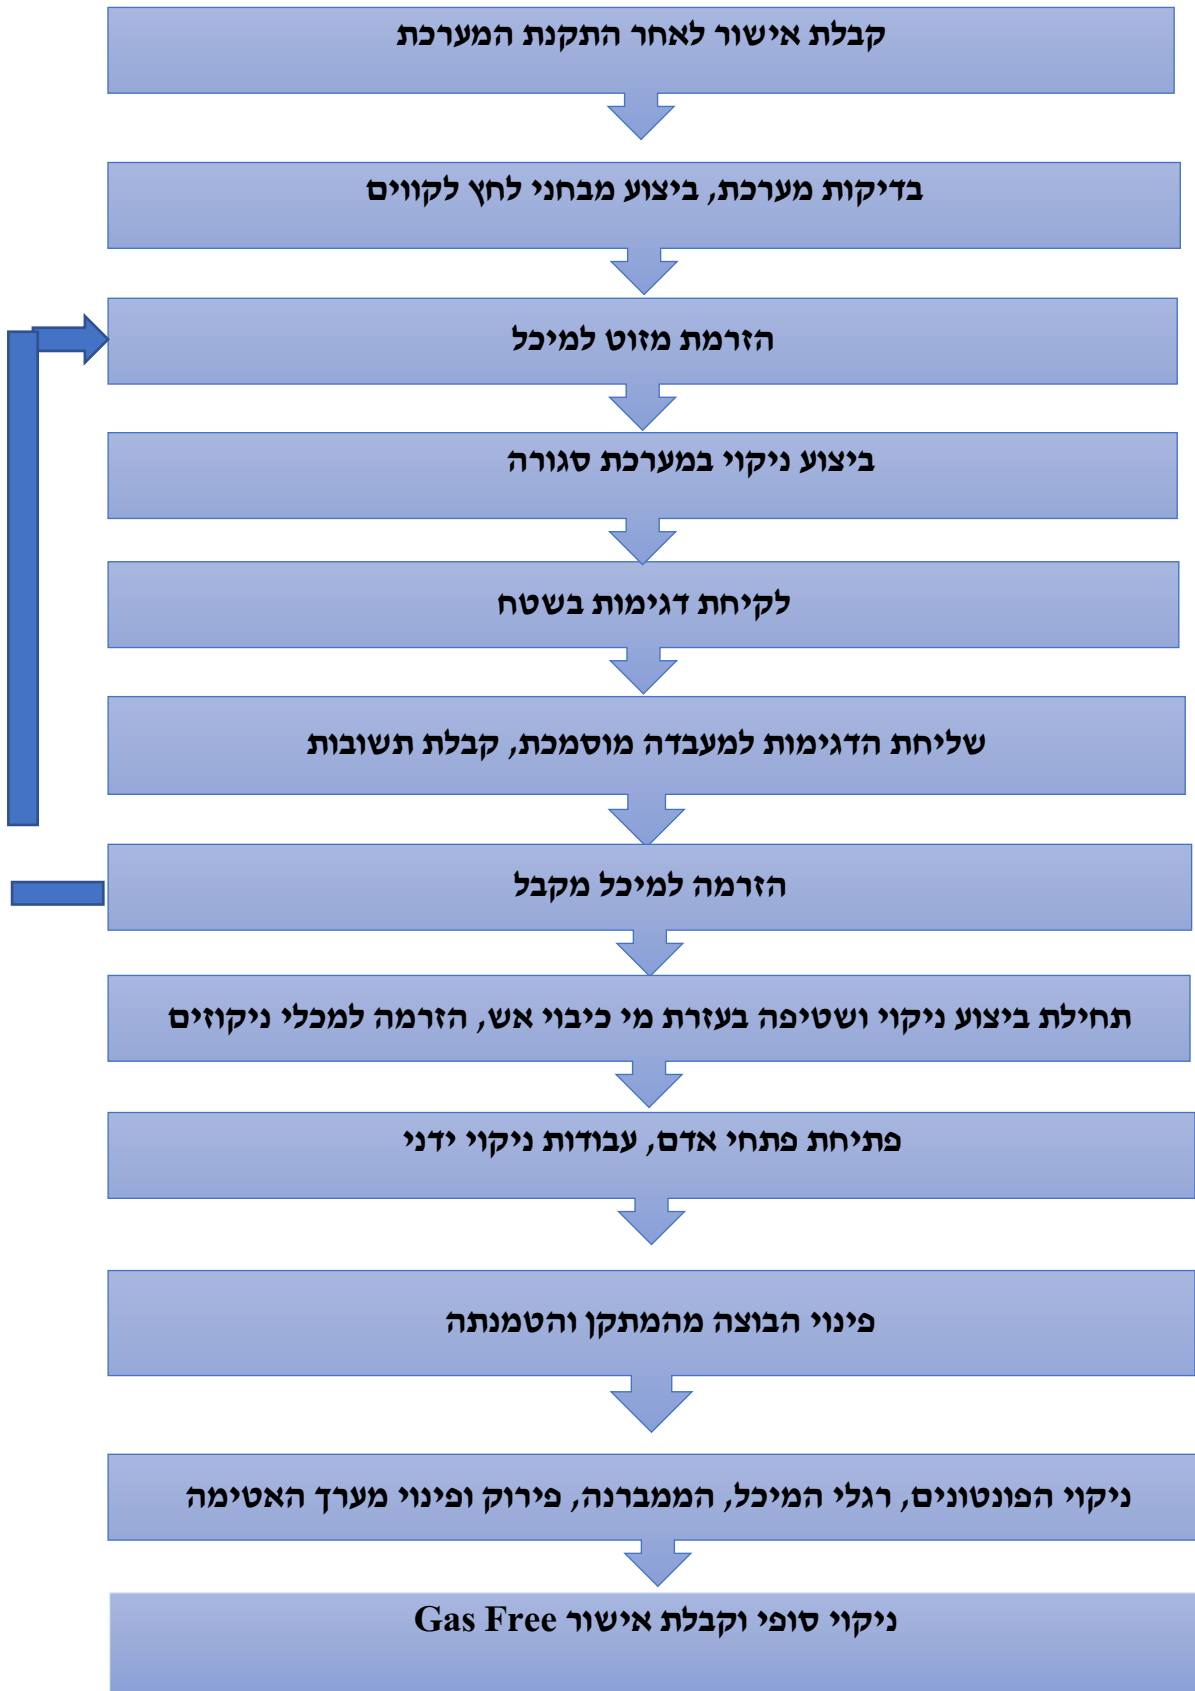 קבלת אישור לאחר התקנת המערכת
בדיקות מערכת, ביצוע מבחני לחץ לקווים
הזרמת מזוט למיכל
ביצוע ניקוי במערכת סגורה
לקיחת דגימות בשטח
שליחת הדגימות למעבדה מוסמכת, קבלת תשובות
הזרמה למיכל מקבל
תחילת ביצוע ניקוי ושטיפה בעזרת מי כיבוי אש, הזרמה למכלי ניקוזים
פתיחת פתחי אדם, עבודות ניקוי ידני
פינוי הבוצה מהמתקן והטמנתה
ניקוי הפונטונים, רגלי המיכל, הממברנה, פירוק ופינוי מערך האטימה
ניקוי סופי וקבלת אישור Gas Free